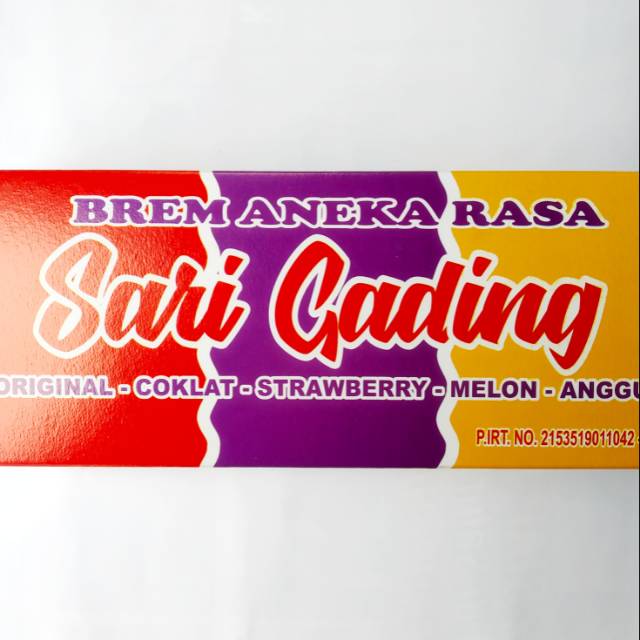 BREM ANEKA RASA
Sari Gading
ORIGINAL - COKLAT - STRAWBERRY - MELON - ANGGU
P.IRT. NO. 2153519011042